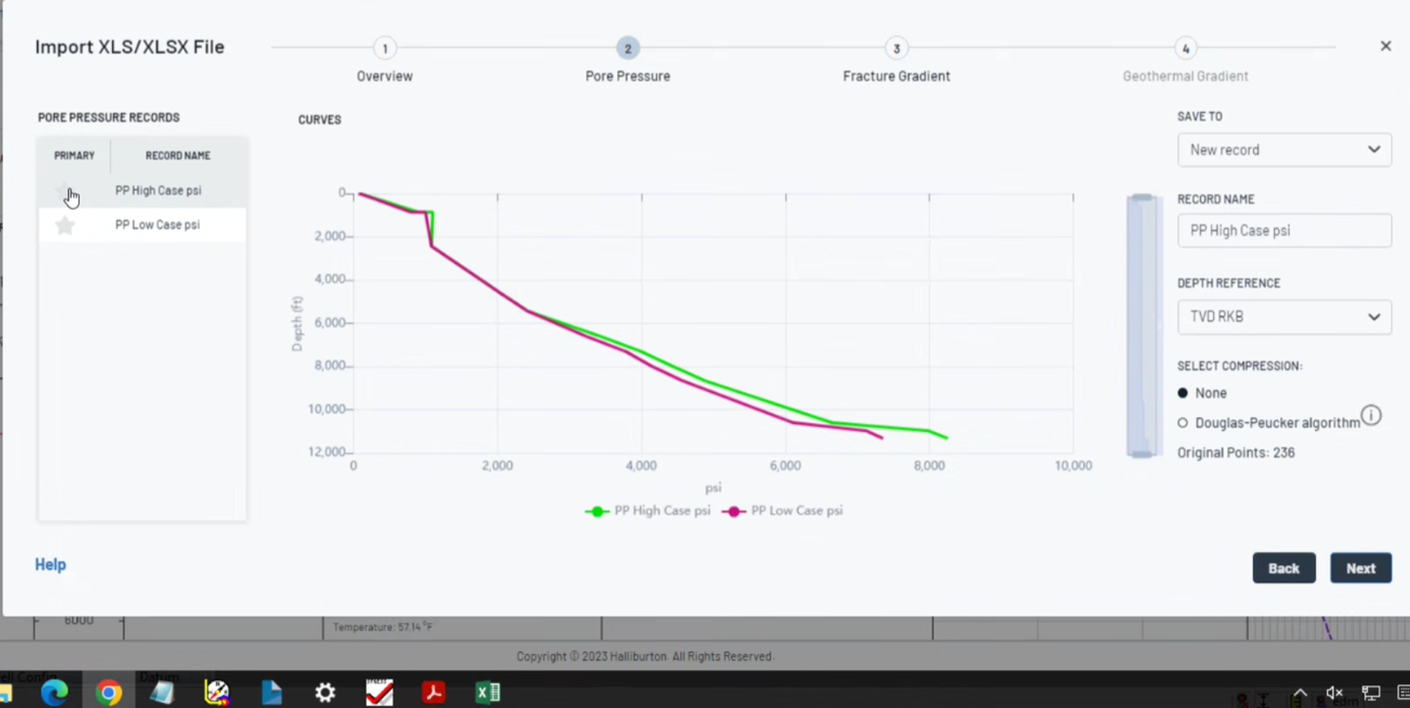 Import XLS/XLSX File
1
2
3
4
Overview
Pore Pressure
Fracture Gradient
Geothermal Gradient
PORE PRESSURE RECORDS
PRIMARY
RECORD NAME
PP High Case psi
PP Low Case psi
CURVES
Depth (ft)
0
2,000
4,000
6,000
8,000
10,000
12,000
0
2,000
4,000
6,000
8,000
10,000
psi
PP High Case psi
PP Low Case psi
SAVE TO
New record
RECORD NAME
PP High Case psi
DEPTH REFERENCE
TVD RKB
SELECT COMPRESSION:
None
Douglas-Peucker algorithm
i
Original Points: 236
Help
Back
Next
6000
Temperature: 57.14 °F
Copyright © 2023 Halliburton. All Rights Reserved.
ell Config
Datum
edm